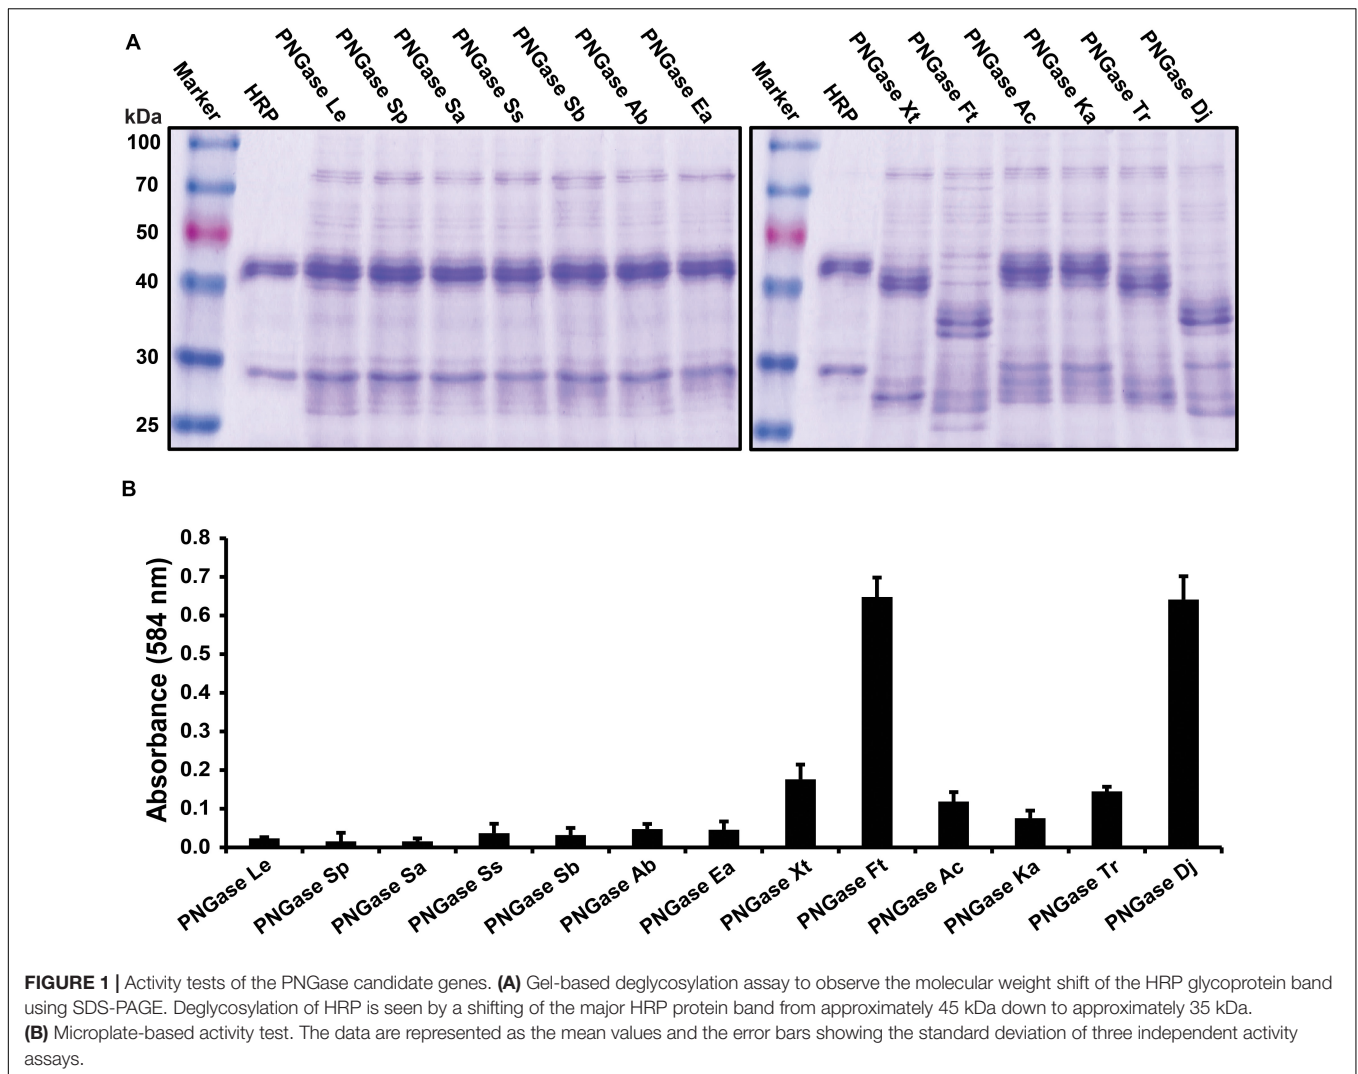 A
Marker HRP PNGase Le PNGase Sp PNGase Sa PNGase Ss PNGase Sb PNGase Ab PNGase Ea
Marker HRP PNGase Xt PNGase Ft PNGase Ac PNGase Ka PNGase Tr PNGase Dj
kDa
100
70
50
40
30
25
B
Absorbance (584 nm)
0.8
0.7
0.6
0.5
0.4
0.3
0.2
0.1
0.0
PNGase Le PNGase Sp PNGase Sa PNGase Ss PNGase Sb PNGase Ab PNGase Ea PNGase Xt PNGase Ft PNGase Ac PNGase Ka PNGase Tr PNGase Dj
FIGURE 1 | Activity tests of the PNGase candidate genes. (A) Gel-based deglycosylation assay to observe the molecular weight shift of the HRP glycoprotein band
using SDS-PAGE. Deglycosylation of HRP is seen by a shifting of the major HRP protein band from approximately 45 kDa down to approximately 35 kDa.
(B) Microplate-based activity test. The data are represented as the mean values and the error bars showing the standard deviation of three independent activity
assays.